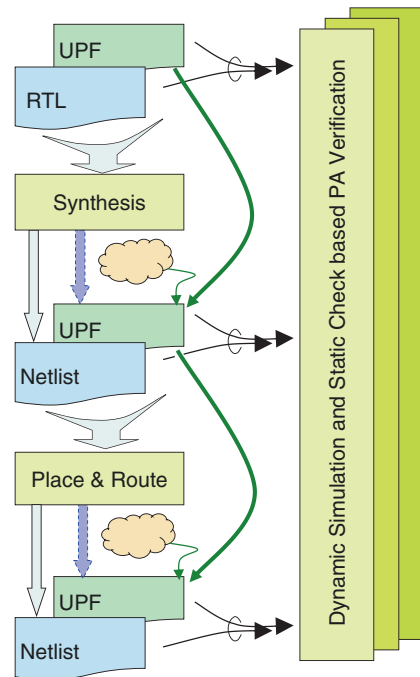 UPF
RTL
Synthesis
UPF
Netlist
Place & Route
UPF
Netlist
Dynamic Simulation and Static Check based PA Verification